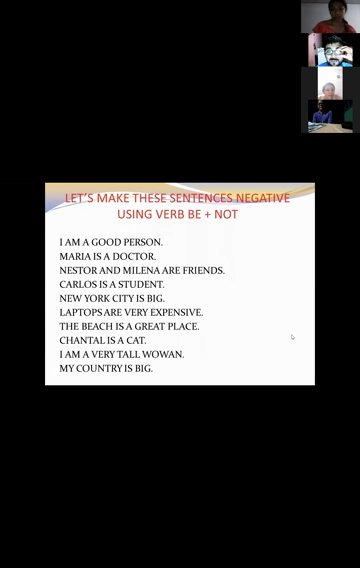 LET'S MAKE THESE SENTENCES NEGATIVE
USING VERB BE + NOT
I AM A GOOD PERSON.
MARIA IS A DOCTOR.
NESTOR AND MILENA ARE FRIENDS.
CARLOS IS A STUDENT.
NEW YORK CITY IS BIG.
LAPTOPS ARE VERY EXPENSIVE.
THE BEACH IS A GREAT PLACE.
CHANTAL IS A CAT.
I AM A VERY TALL WOWAN.
MY COUNTRY IS BIG.